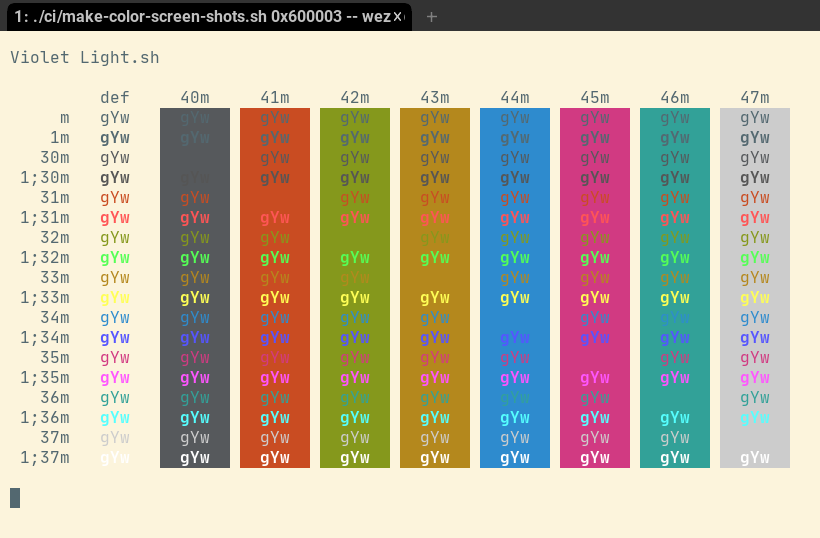 1: ./ci/make-color-screen-shots.sh 0x600003 -- wez
Violet Light.sh
def 40m 41m 42m 43m 44m 45m 46m 47m
m gYw gYw gYw gYw gYw gYw gYw gYw gYw
1m gYw gYw gYw gYw gYw gYw gYw gYw gYw
30m gYw gYw gYw gYw gYw gYw gYw gYw
1;30m gYw gYw gYw gYw gYw gYw gYw gYw
31m gYw gYw gYw gYw gYw gYw gYw gYw
1;31m gYw gYw gYw gYw gYw gYw gYw gYw gYw
32m gYw gYw gYw gYw gYw gYw gYw gYw
1;32m gYw gYw gYw gYw gYw gYw gYw gYw gYw
33m gYw gYw gYw gYw gYw gYw gYw gYw
1;33m gYw gYw gYw gYw gYw gYw gYw gYw gYw
34m gYw gYw gYw gYw gYw gYw gYw gYw
1;34m gYw gYw gYw gYw gYw gYw gYw gYw gYw
35m gYw gYw gYw gYw gYw gYw gYw gYw
1;35m gYw gYw gYw gYw gYw gYw gYw gYw gYw
36m gYw gYw gYw gYw gYw gYw gYw gYw
1;36m gYw gYw gYw gYw gYw gYw gYw gYw gYw
37m gYw gYw gYw gYw gYw gYw gYw gYw
1;37m gYw gYw gYw gYw gYw gYw gYw gYw gYw